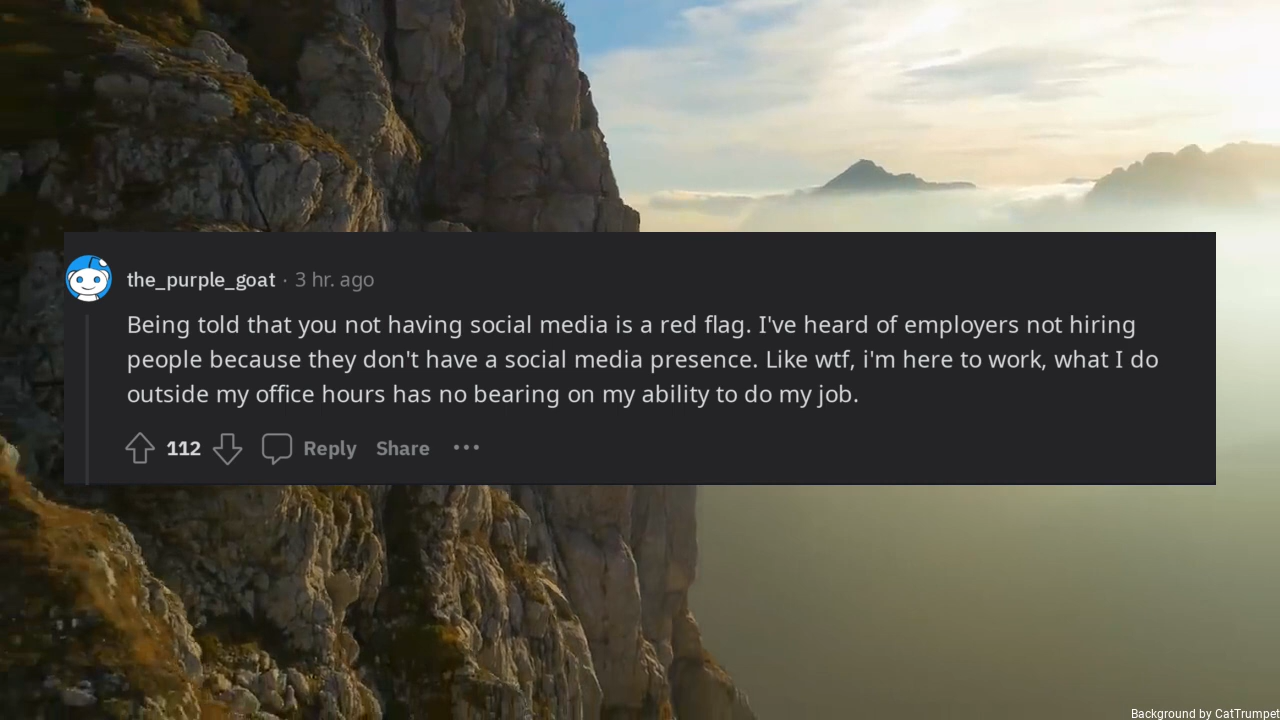 the_purple_goat · 3 hr. ago
Being told that you not having social media is a red flag. I've heard of employers not hiring
people because they don't have a social media presence. Like wtf, i'm here to work, what I do
outside my office hours has no bearing on my ability to do my job.
112 Reply Share ···
Background by CatTrumpet